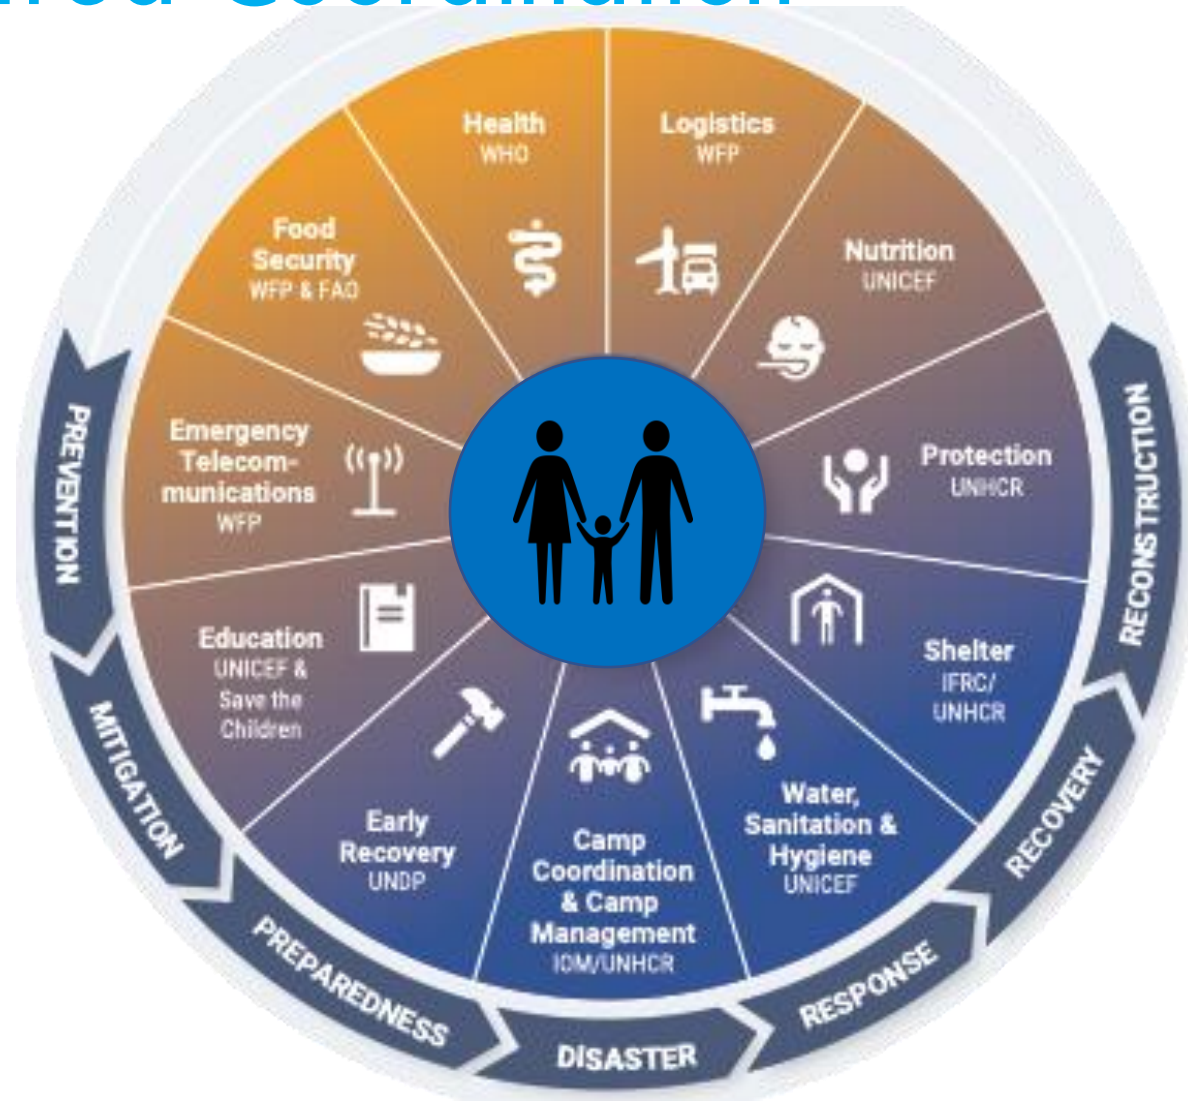 Coordination
Health
WHO
Logistics
WFP
Nutrition
UNICEF
Protection
UNHCR
Shelter
IFRC/
UNHCR
Water,
Sanitation &
Hygiene
UNICEF
Camp
Coordination
& Camp
Management
IOM/UNHCR
Early
Recovery
UNDP
Education
UNICEF &
Save the
Children
Emergency
Telecom-
munications
WFP
Food
Security
WFP & FAO
PREVENTION
MITIGATION
PREPAREDNESS
DISASTER
RESPONSE
RECOVERY
RECONSTRUCTION